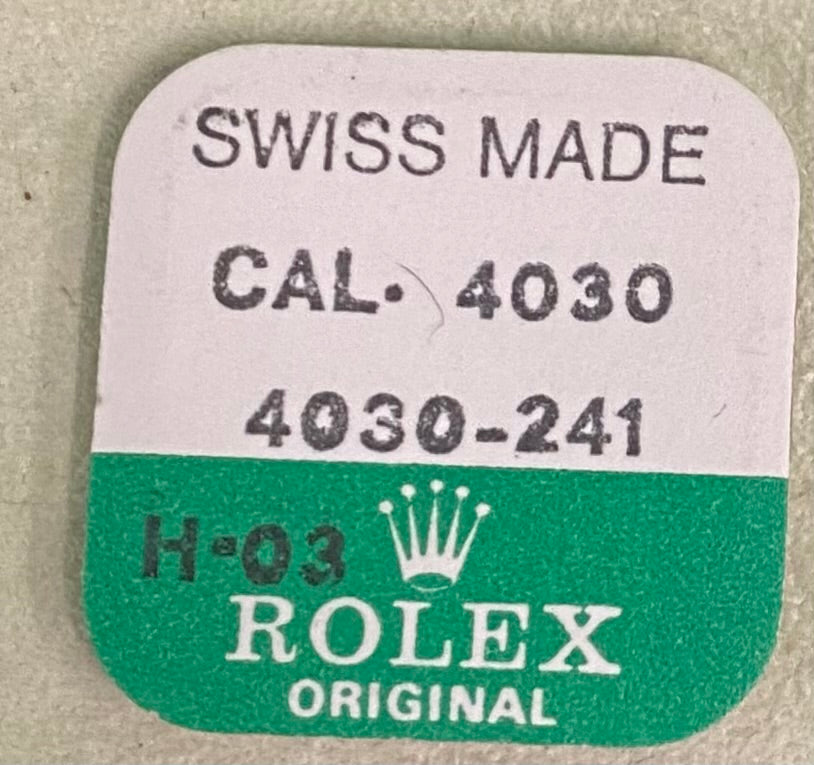 SWISS MADE
CAL. 4030
4030-241
H-03
ROLEX
ORIGINAL